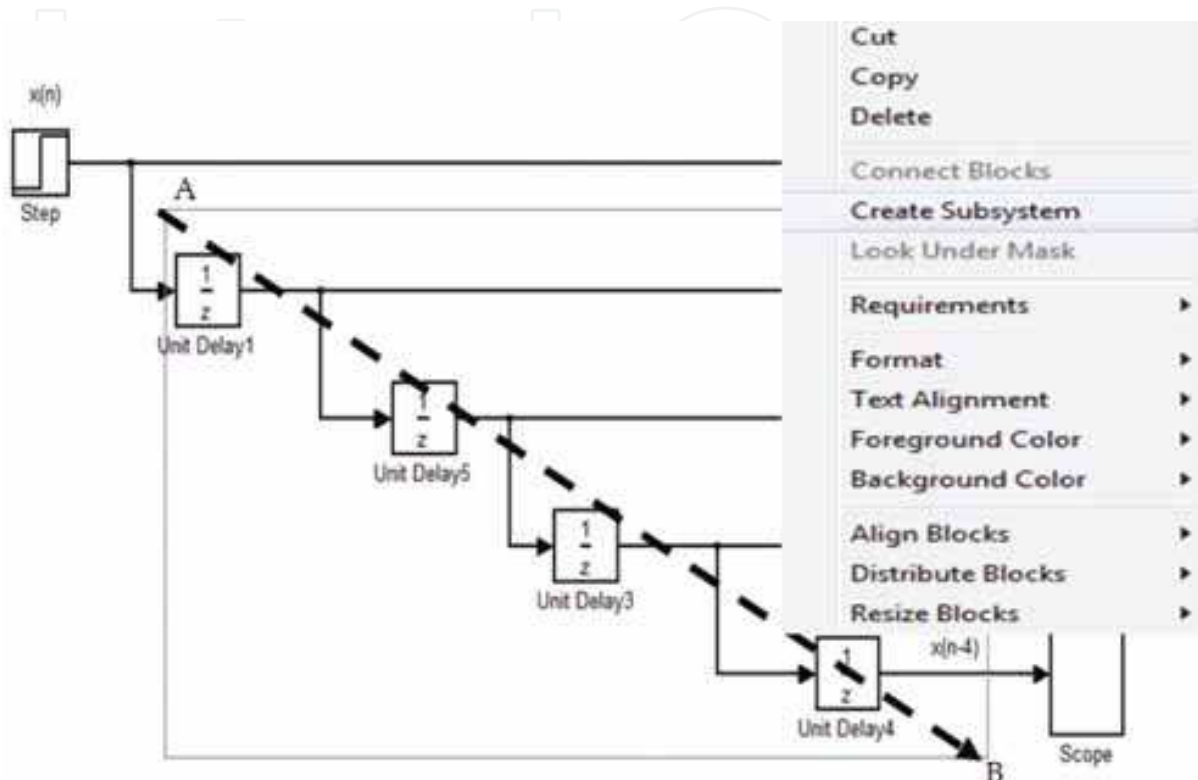 x(n)
Step
A
1
z
Unit Delay1
1
z
Unit Delay5
1
z
Unit Delay3
1
z
Unit Delay4
x(n-4)
B
Scope
Cut
Copy
Delete
Connect Blocks
Create Subsystem
Look Under Mask
Requirements
Format
Text Alignment
Foreground Color
Background Color
Align Blocks
Distribute Blocks
Resize Blocks